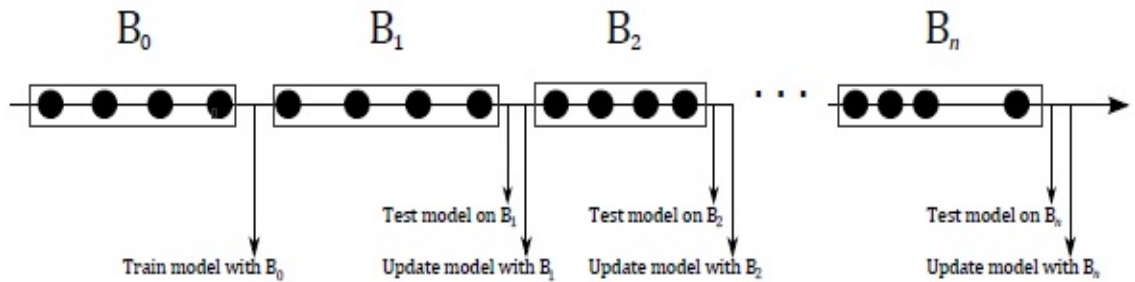 B₀ B₁ B₂ Bₙ
. . .
Test model on B₁ Test model on B₂ Test model on Bₙ
Train model with B₀ Update model with B₁ Update model with B₂ Update model with Bₙ